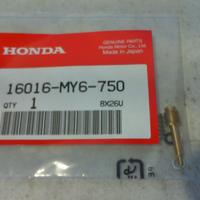 HONDA
GENUINE PARTS
Honda Motor Co., Ltd.
Made in Japan
16016-MY6-750
QTY 1
BX26U